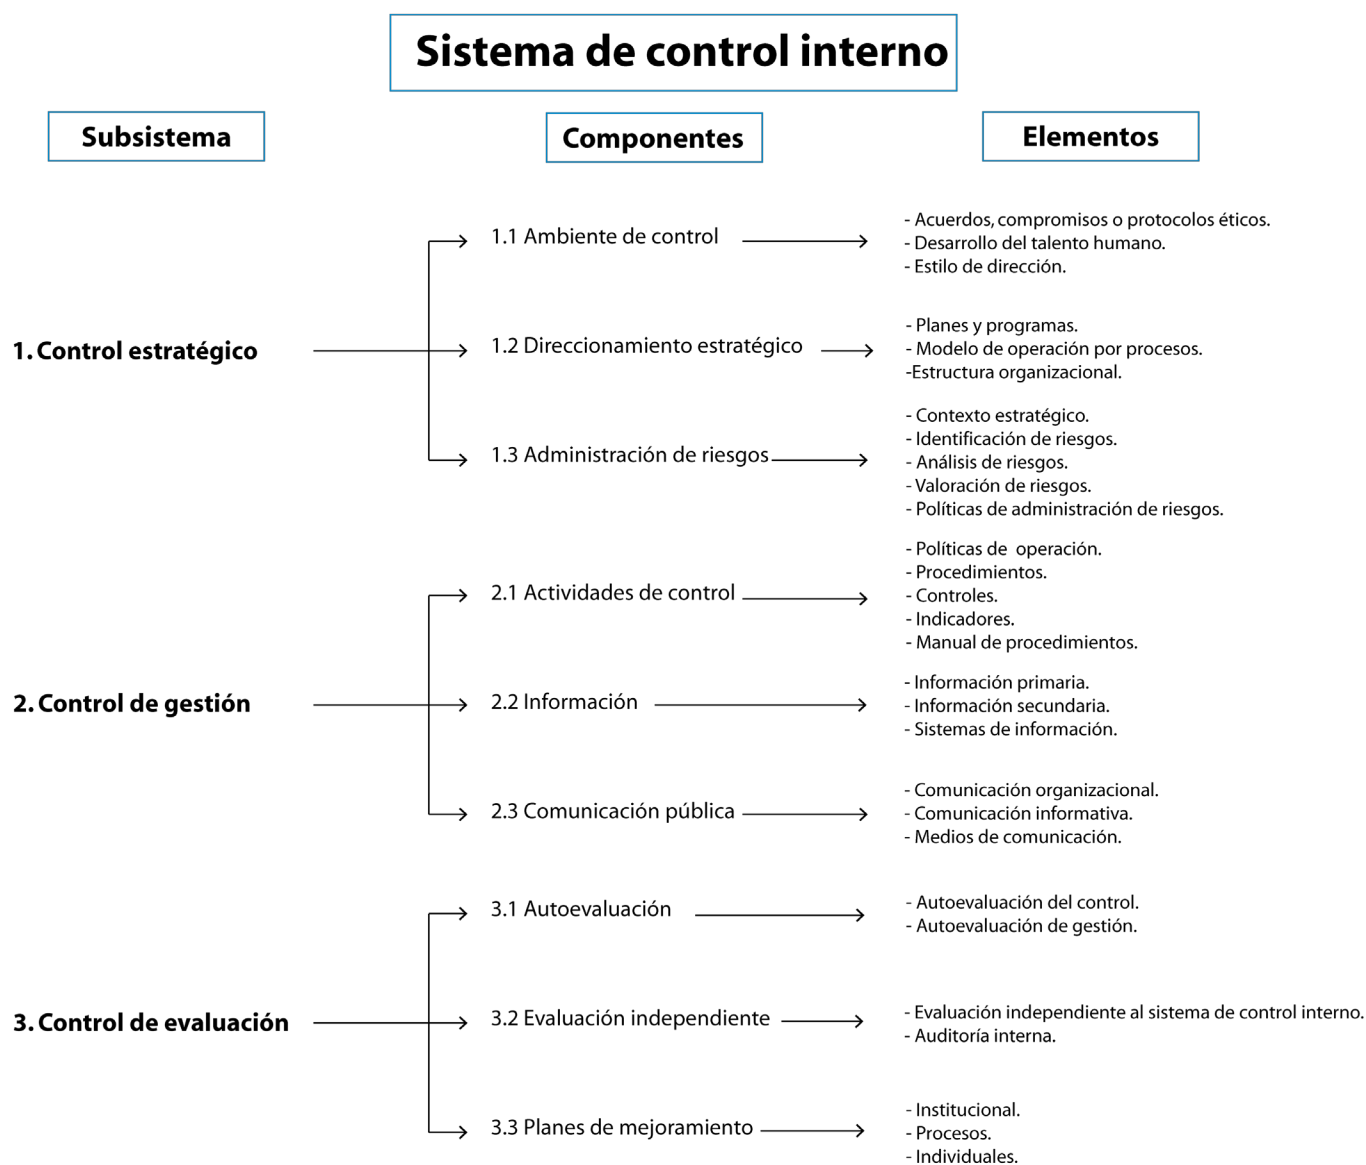 Sistema de control interno
Subsistema
Componentes
Elementos
1. Control estratégico
1.1 Ambiente de control
- Acuerdos, compromisos o protocolos éticos.
- Desarrollo del talento humano.
- Estilo de dirección.
1.2 Direccionamiento estratégico
- Planes y programas.
- Modelo de operación por procesos.
-Estructura organizacional.
1.3 Administración de riesgos
- Contexto estratégico.
- Identificación de riesgos.
- Análisis de riesgos.
- Valoración de riesgos.
- Políticas de administración de riesgos.
2. Control de gestión
2.1 Actividades de control
- Políticas de  operación.
- Procedimientos.
- Controles.
- Indicadores.
- Manual de procedimientos.
2.2 Información
- Información primaria.
- Información secundaria.
- Sistemas de información.
2.3 Comunicación pública
- Comunicación organizacional.
- Comunicación informativa.
- Medios de comunicación.
3. Control de evaluación
3.1 Autoevaluación
- Autoevaluación del control.
- Autoevaluación de gestión.
3.2 Evaluación independiente
- Evaluación independiente al sistema de control interno.
- Auditoría interna.
3.3 Planes de mejoramiento
- Institucional.
- Procesos.
- Individuales.